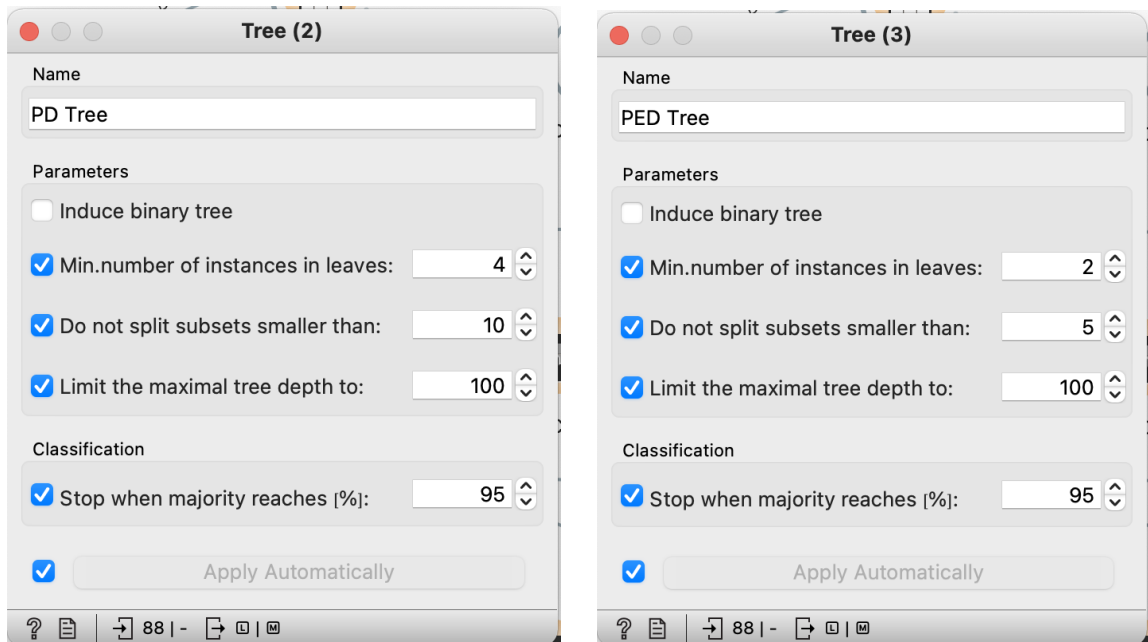 Tree (2)
Name
PD Tree
Parameters
Induce binary tree
Min.number of instances in leaves: 4
Do not split subsets smaller than: 10
Limit the maximal tree depth to: 100
Classification
Stop when majority reaches [%]: 95
Apply Automatically
? 88 | - L | M
Tree (3)
Name
PED Tree
Parameters
Induce binary tree
Min.number of instances in leaves: 2
Do not split subsets smaller than: 5
Limit the maximal tree depth to: 100
Classification
Stop when majority reaches [%]: 95
Apply Automatically
? 88 | - L | M